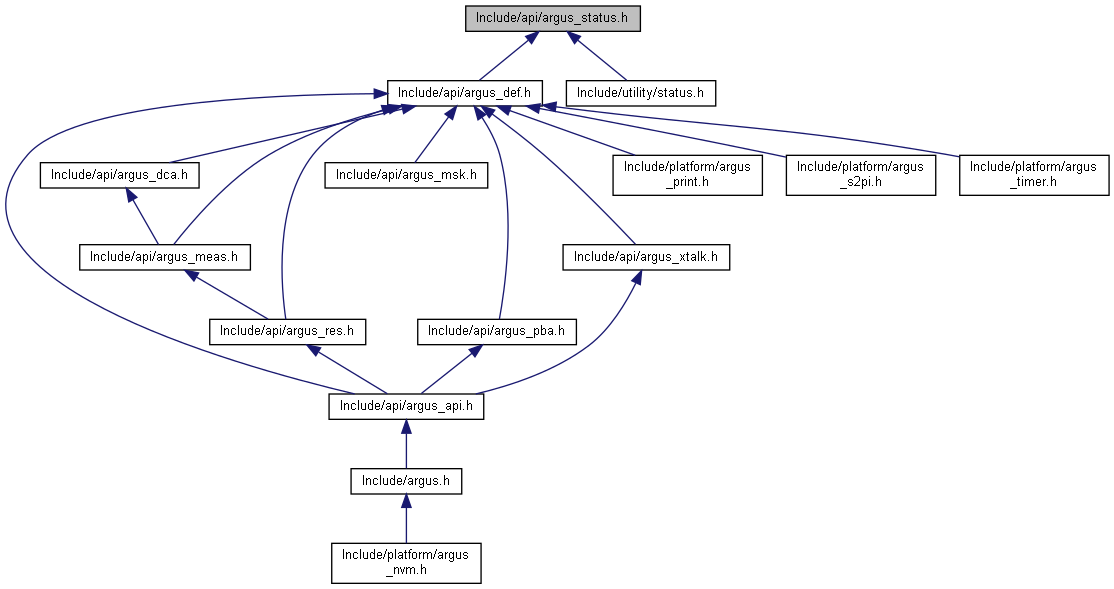 Include/api/argus_status.h
Include/api/argus_def.h
Include/utility/status.h
Include/api/argus_dca.h
Include/api/argus_msk.h
Include/platform/argus
_print.h
Include/platform/argus
_s2pi.h
Include/platform/argus
_timer.h
Include/api/argus_meas.h
Include/api/argus_xtalk.h
Include/api/argus_res.h
Include/api/argus_pba.h
Include/api/argus_api.h
Include/argus.h
Include/platform/argus
_nvm.h